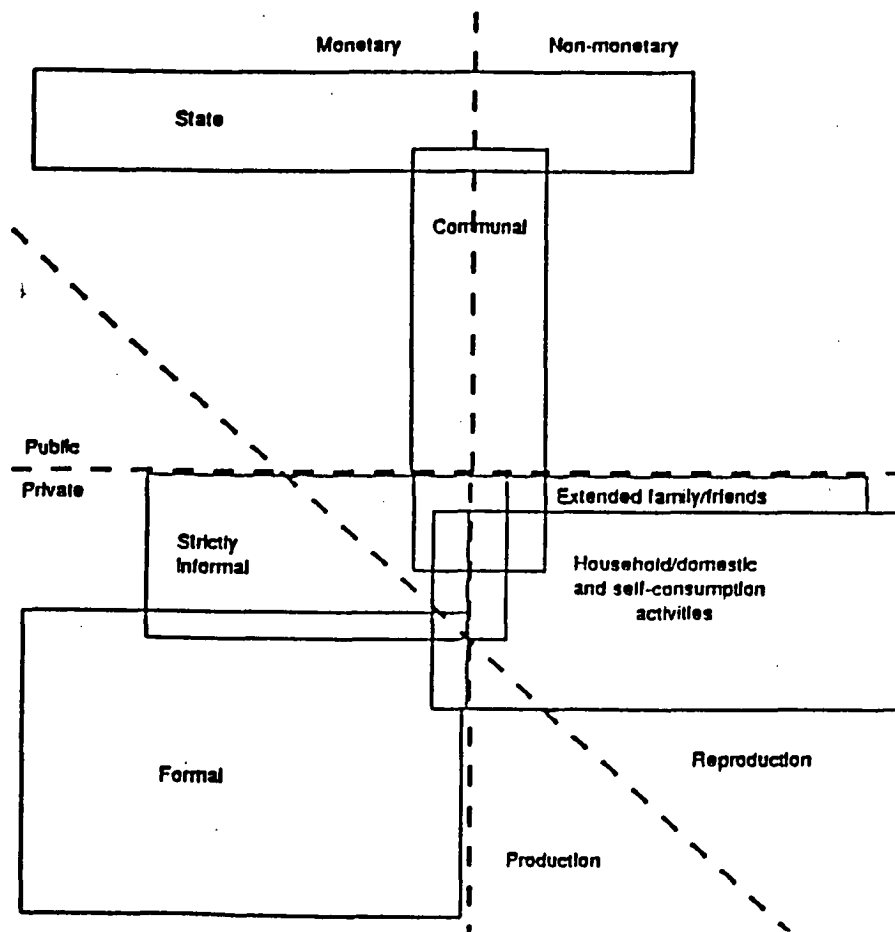 Monetary
Non-monetary
State
Communal
Public
Private
Extended family/friends
Strictly
Informal
Household/domestic
and self-consumption
activities
Formal
Reproduction
Production